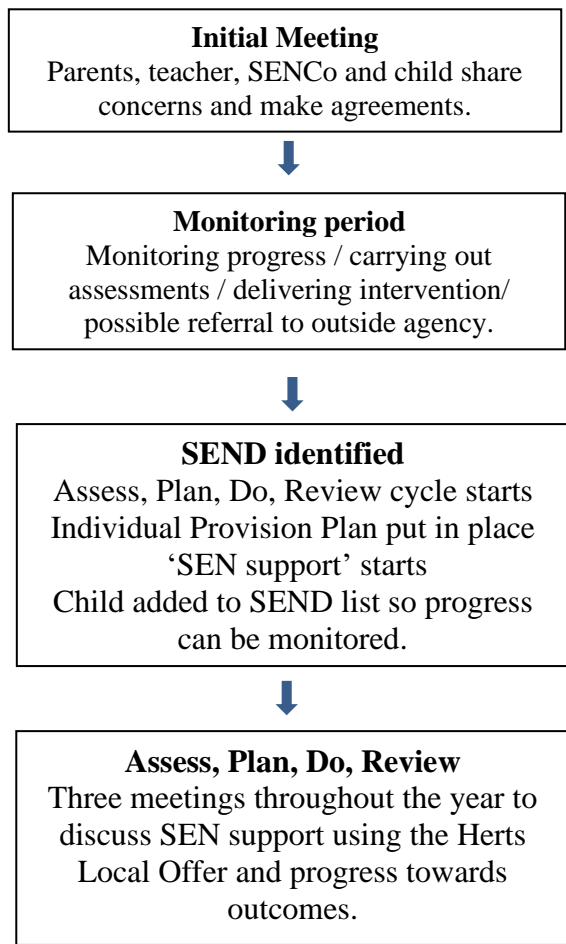 Initial Meeting
Parents, teacher, SENCo and child share
concerns and make agreements.
Monitoring period
Monitoring progress / carrying out
assessments / delivering intervention/
possible referral to outside agency.
SEND identified
Assess, Plan, Do, Review cycle starts
Individual Provision Plan put in place
‘SEN support’ starts
Child added to SEND list so progress
can be monitored.
Assess, Plan, Do, Review
Three meetings throughout the year to
discuss SEN support using the Herts
Local Offer and progress towards
outcomes.